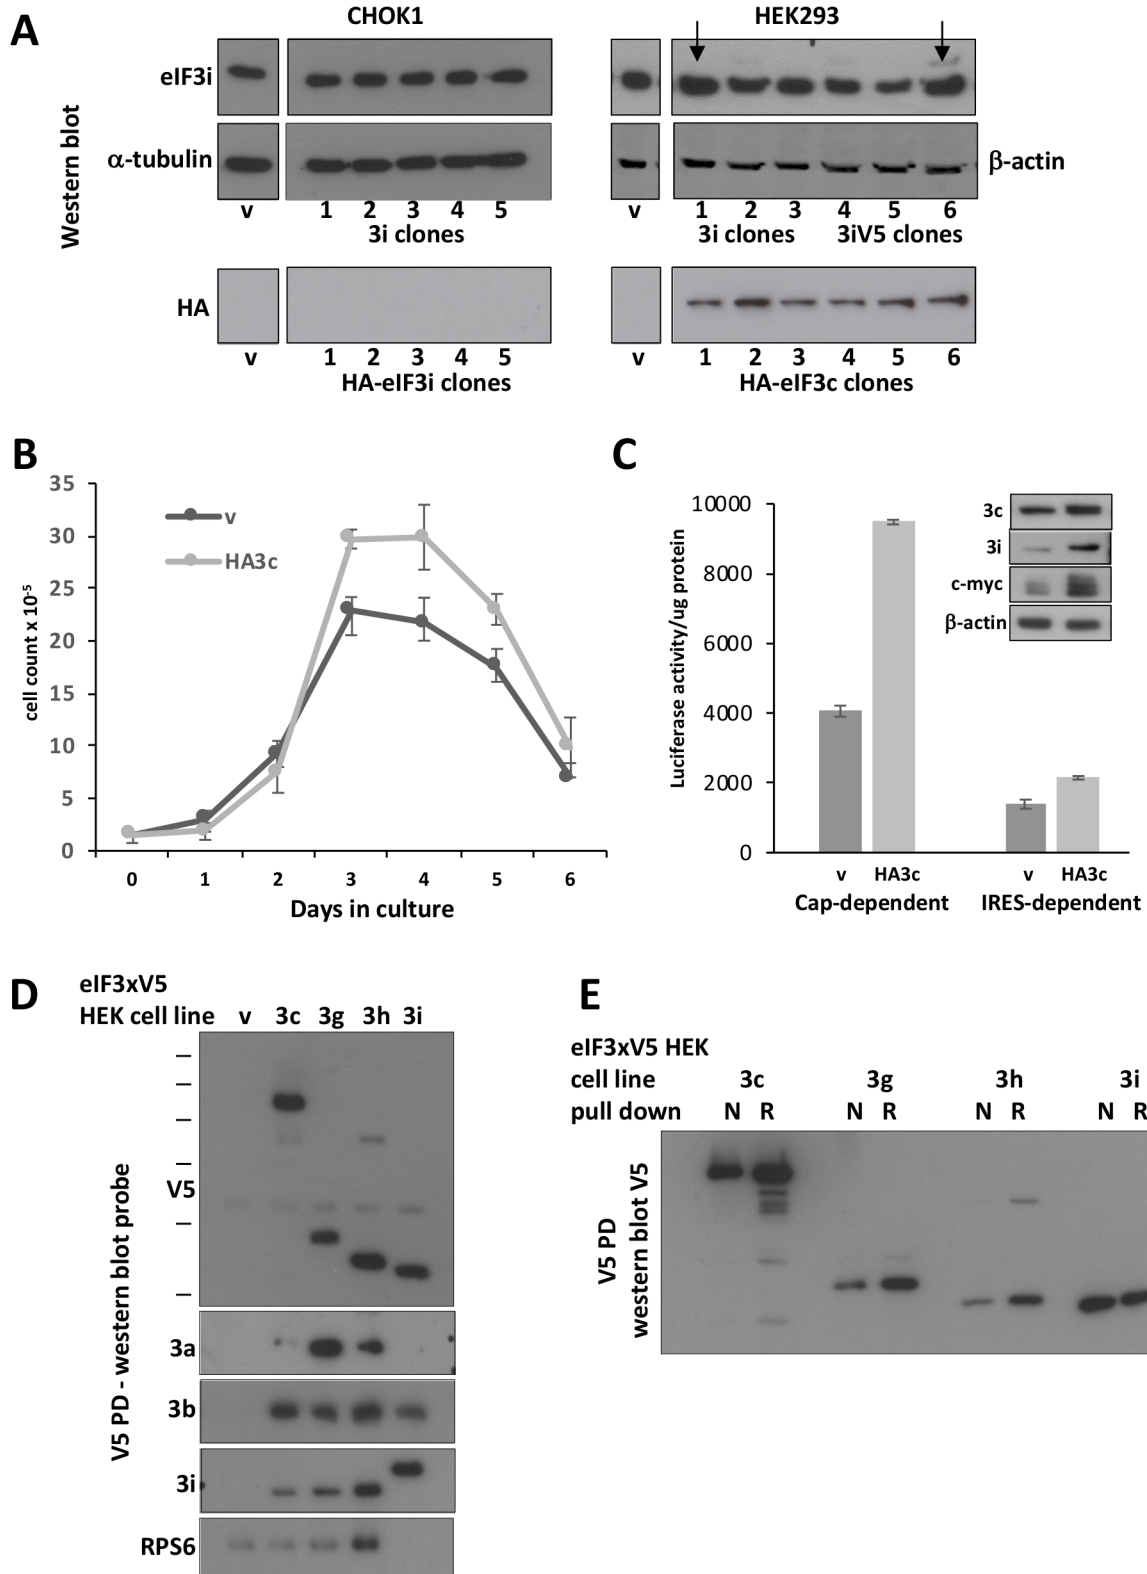 A
CHOK1
HEK293
Western blot
eIF3i
α-tubulin
β-actin
v 1 2 3 4 5
3i clones
v 1 2 3 4 5 6
3i clones 3iV5 clones
HA
v 1 2 3 4 5
HA-eIF3i clones
v 1 2 3 4 5 6
HA-eIF3c clones
B
35
30
25
20
15
10
5
0
cell count x 10-5
v
HA3c
0 1 2 3 4 5 6
Days in culture
C
10000
8000
6000
4000
2000
0
Luciferase activity/ug protein
3c
3i
c-myc
β-actin
v HA3c v HA3c
Cap-dependent IRES-dependent
D
eIF3xV5
HEK cell line v 3c 3g 3h 3i
V5 PD - western blot probe
V5
3a
3b
3i
RPS6
E
eIF3xV5 HEK
cell line 3c 3g 3h 3i
pull down N R N R N R N R
V5 PD
western blot V5